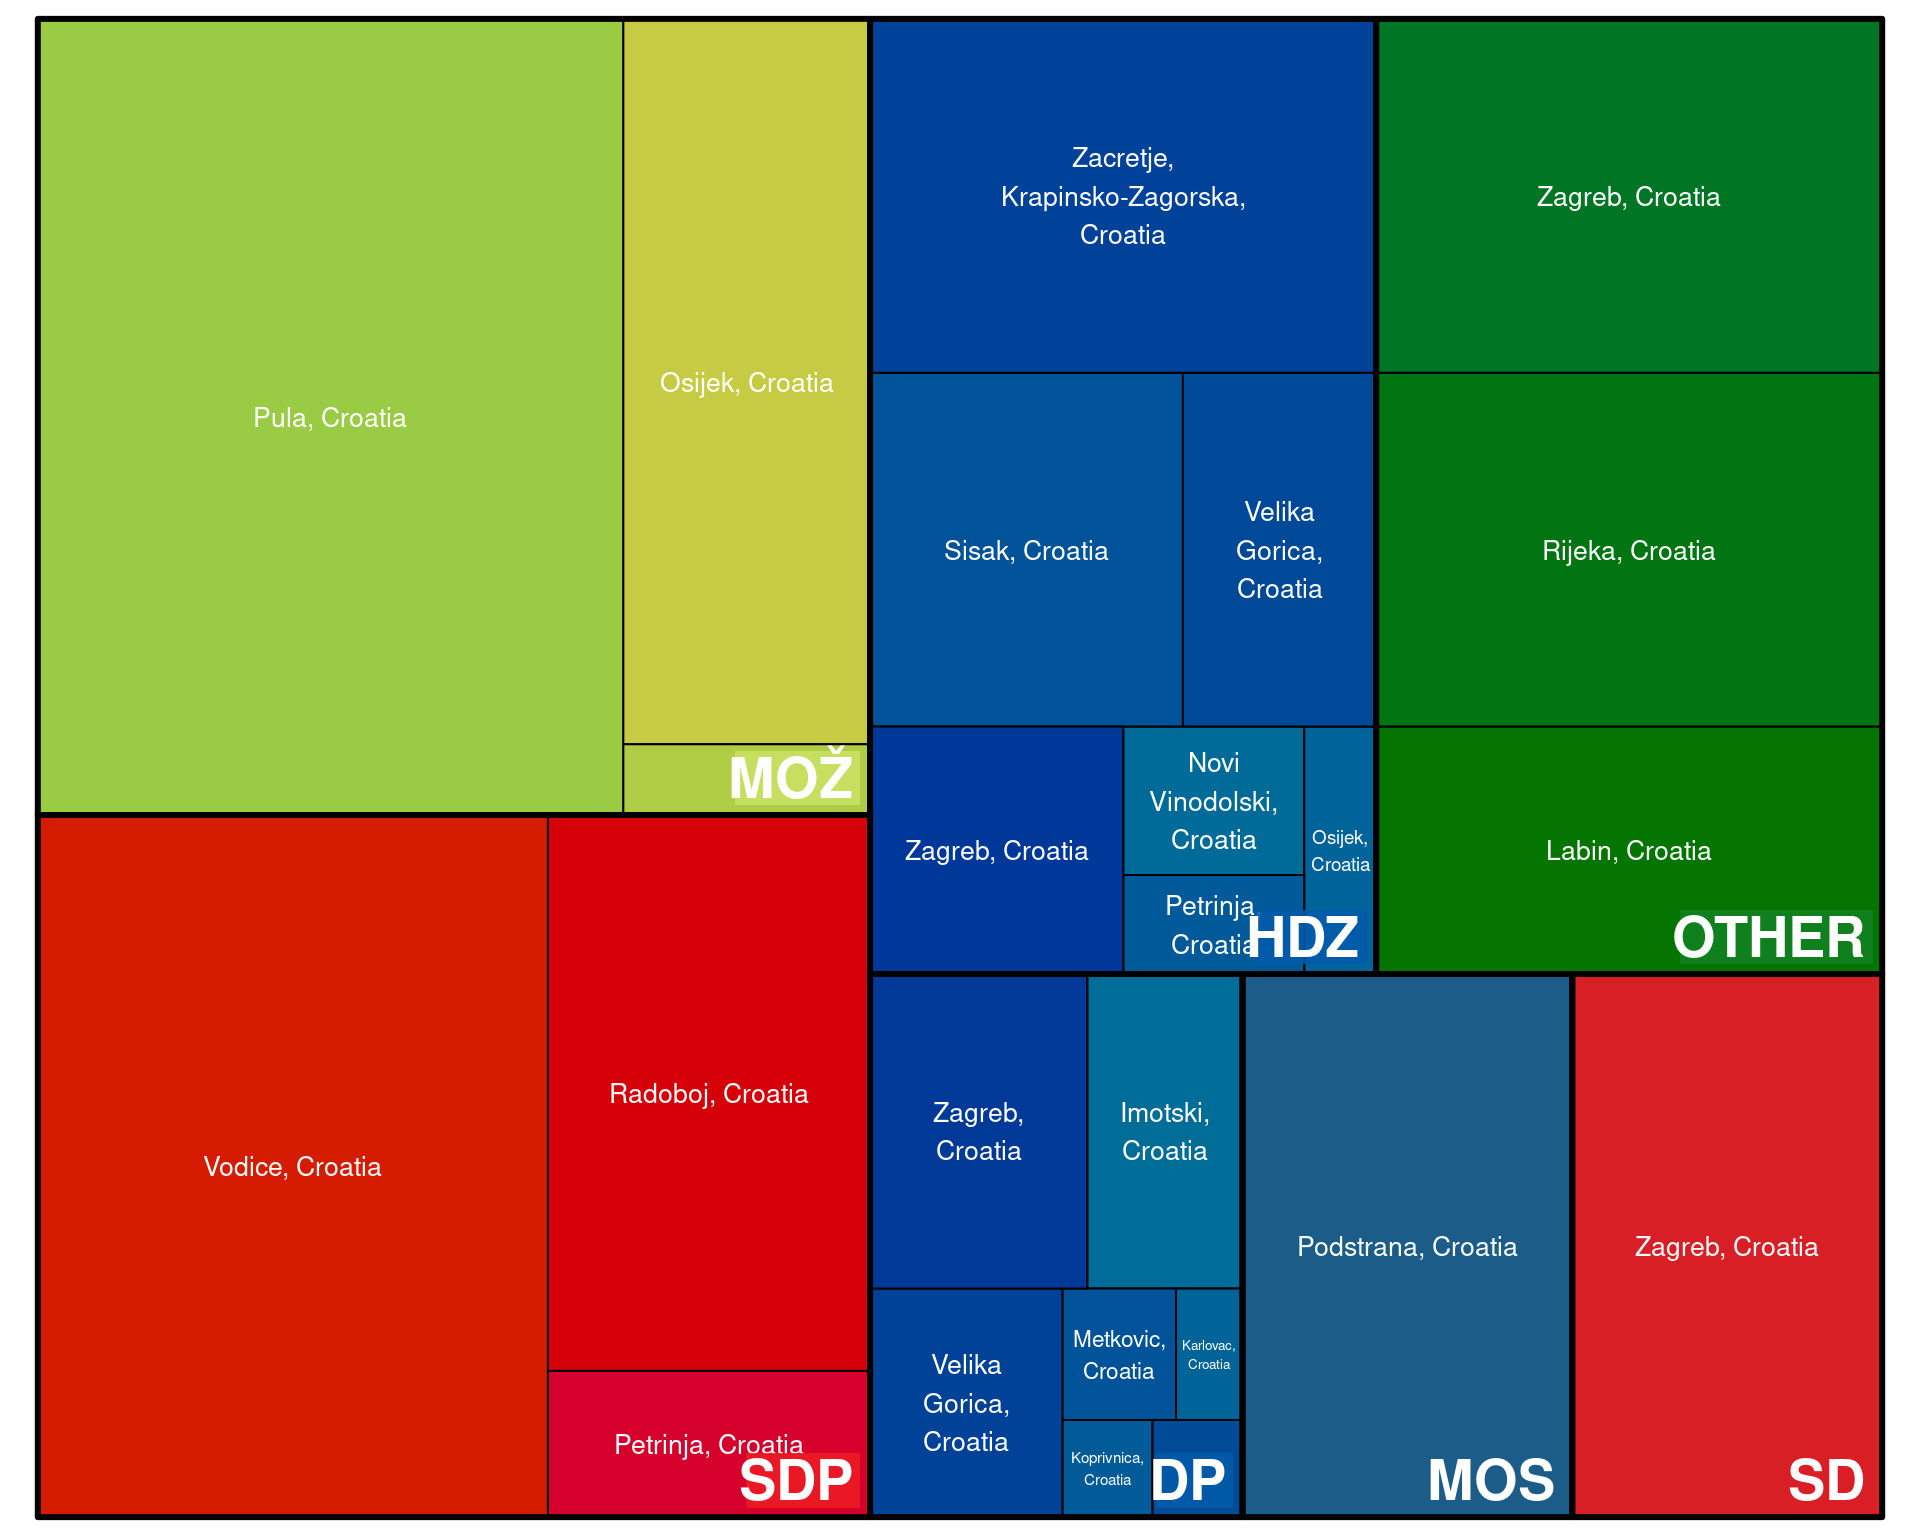 Pula, Croatia
Osijek, Croatia
MOŽ
Vodice, Croatia
Radoboj, Croatia
Petrinja, Croatia
SDP
Zacretje,
Krapinsko-Zagorska,
Croatia
Sisak, Croatia
Velika
Gorica,
Croatia
Zagreb, Croatia
Novi
Vinodolski,
Croatia
Osijek,
Croatia
Petrinja
Croatia
HDZ
Zagreb, Croatia
Rijeka, Croatia
Labin, Croatia
OTHER
Zagreb,
Croatia
Imotski,
Croatia
Velika
Gorica,
Croatia
Metkovic,
Croatia
Karlovac,
Croatia
Koprivnica,
Croatia
DP
Podstrana, Croatia
MOS
Zagreb, Croatia
SD